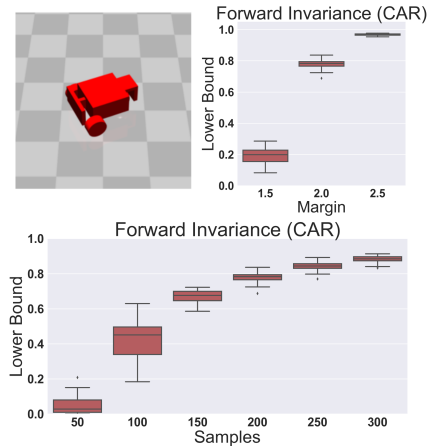 Forward Invariance (CAR)
Lower Bound
1.0
0.8
0.6
0.4
0.2
0.0
1.5 2.0 2.5
Margin
Forward Invariance (CAR)
Lower Bound
1.0
0.8
0.6
0.4
0.2
0.0
50 100 150 200 250 300
Samples